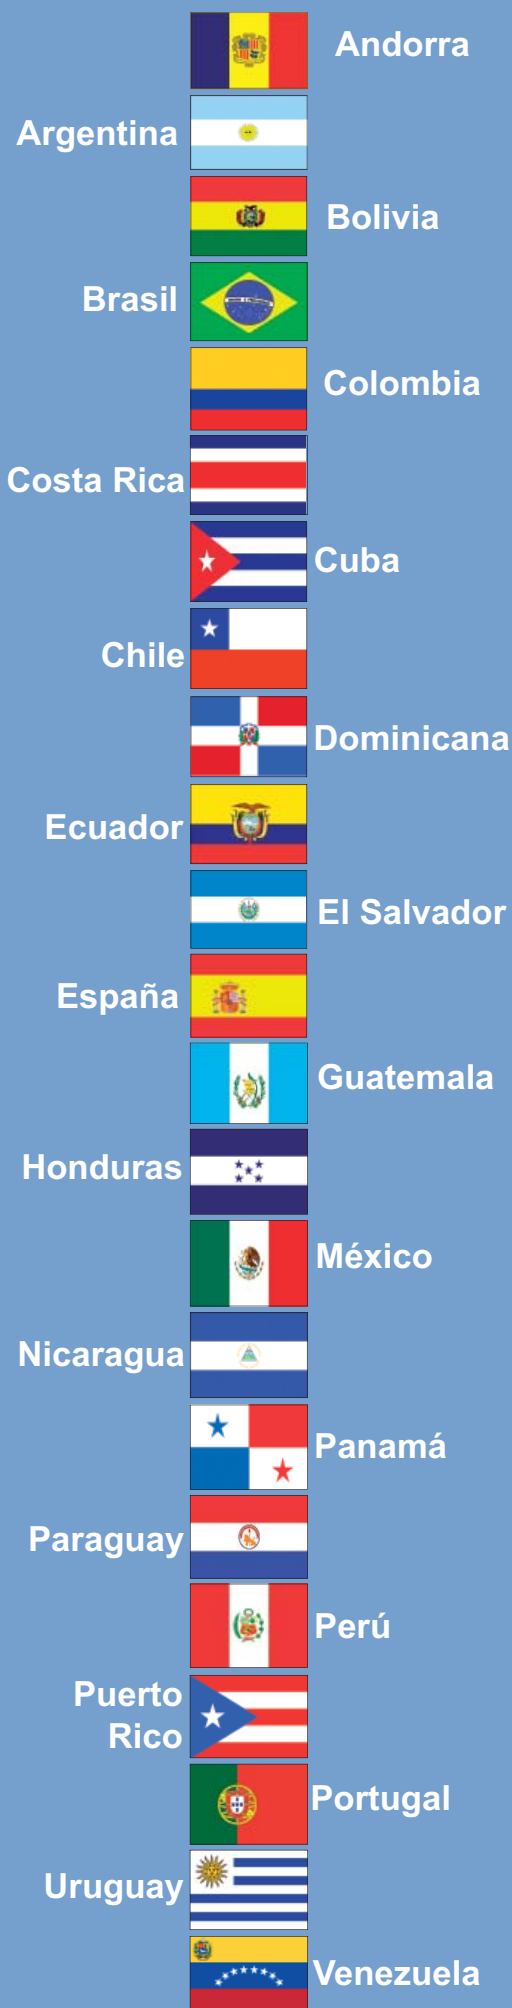 Andorra
Argentina
Bolivia
Brasil
Colombia
Costa Rica
Cuba
Chile
Dominicana
Ecuador
El Salvador
España
Guatemala
Honduras
México
Nicaragua
Panamá
Paraguay
Perú
Puerto
Rico
Portugal
Uruguay
Venezuela